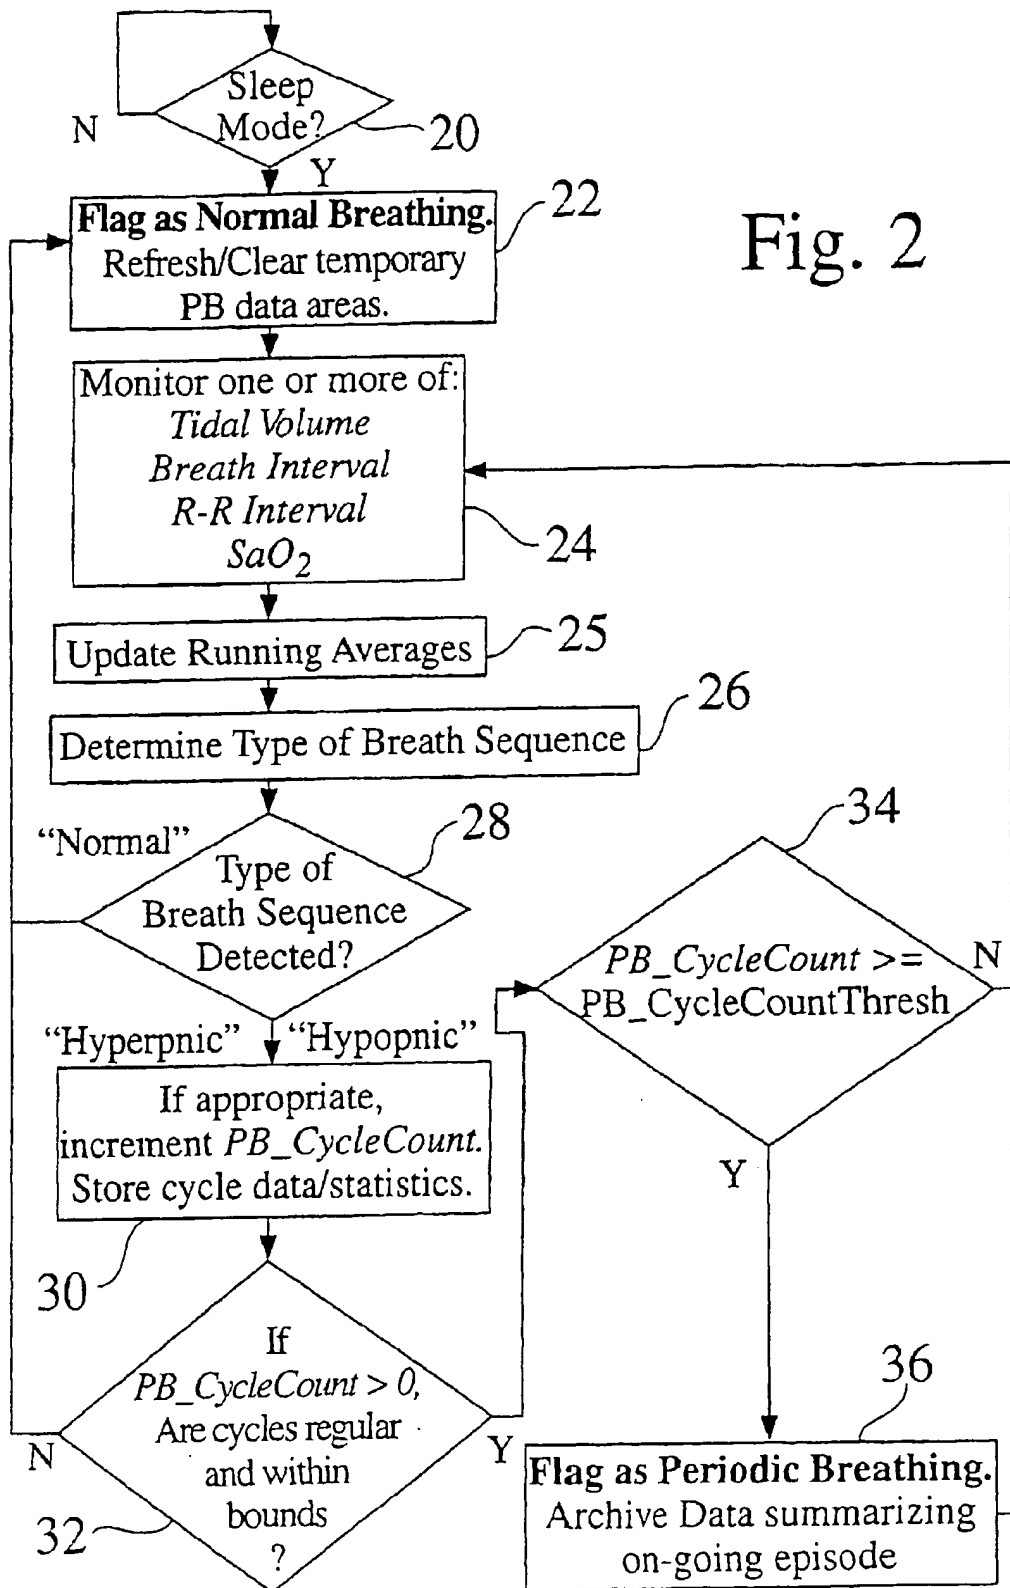 Sleep
Mode?
N
20
Y
Flag as Normal Breathing.
Refresh/Clear temporary
PB data areas.
22
Fig. 2
Monitor one or more of:
Tidal Volume
Breath Interval
R-R Interval
SaO2
24
Update Running Averages
25
Determine Type of Breath Sequence
26
“Normal”
Type of
Breath Sequence
Detected?
28
“Hyperpnic” “Hypopnic”
If appropriate,
increment PB_CycleCount.
Store cycle data/statistics.
30
If
PB_CycleCount > 0,
Are cycles regular
and within
bounds
?
N
Y
32
34
PB_CycleCount >=
PB_CycleCountThresh
N
Y
36
Flag as Periodic Breathing.
Archive Data summarizing
on-going episode